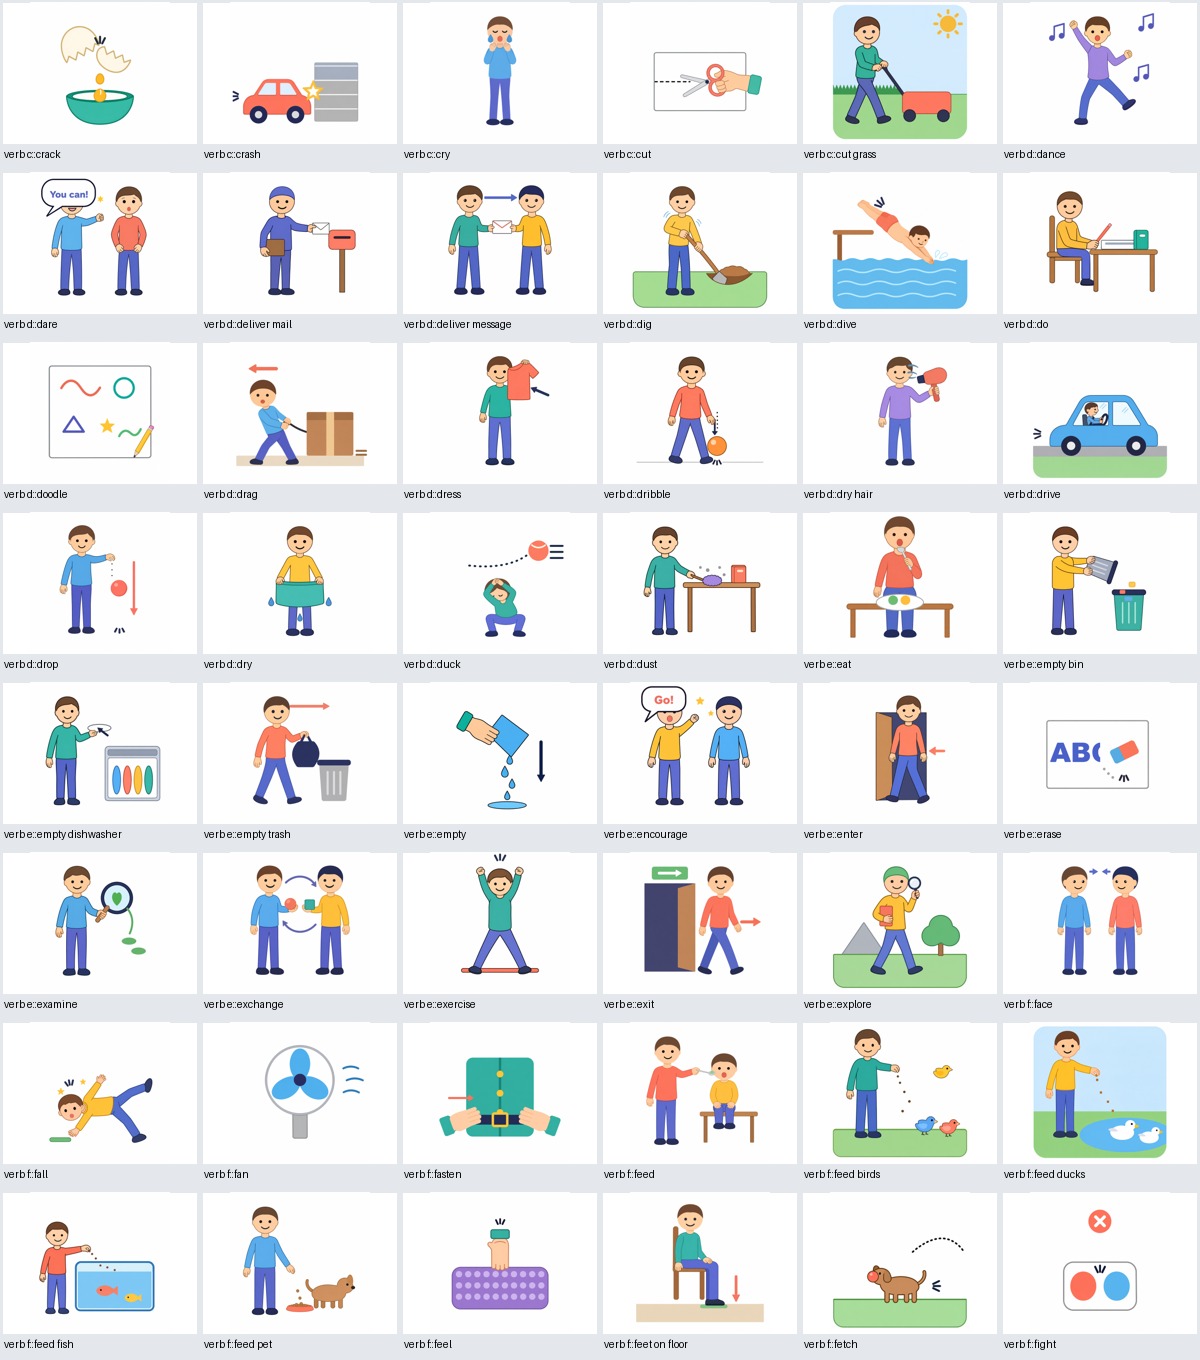 verb c::crack
verb c::crash
verb c::cry
verb c::cut
verb c::cut grass
verb d::dance
You can!
verb d::dare
verb d::deliver mail
verb d::deliver message
verb d::dig
verb d::dive
verb d::do
verb d::doodle
verb d::drag
verb d::dress
verb d::dribble
verb d::dry hair
verb d::drive
verb d::drop
verb d::dry
verb d::duck
verb d::dust
verb e::eat
verb e::empty bin
Go!
ABC
verb e::empty dishwasher
verb e::empty trash
verb e::empty
verb e::encourage
verb e::enter
verb e::erase
verb e::examine
verb e::exchange
verb e::exercise
verb e::exit
verb e::explore
verb f::face
verb f::fall
verb f::fan
verb f::fasten
verb f::feed
verb f::feed birds
verb f::feed ducks
verb f::feed fish
verb f::feed pet
verb f::feel
verb f::feet on floor
verb f::fetch
verb f::fight